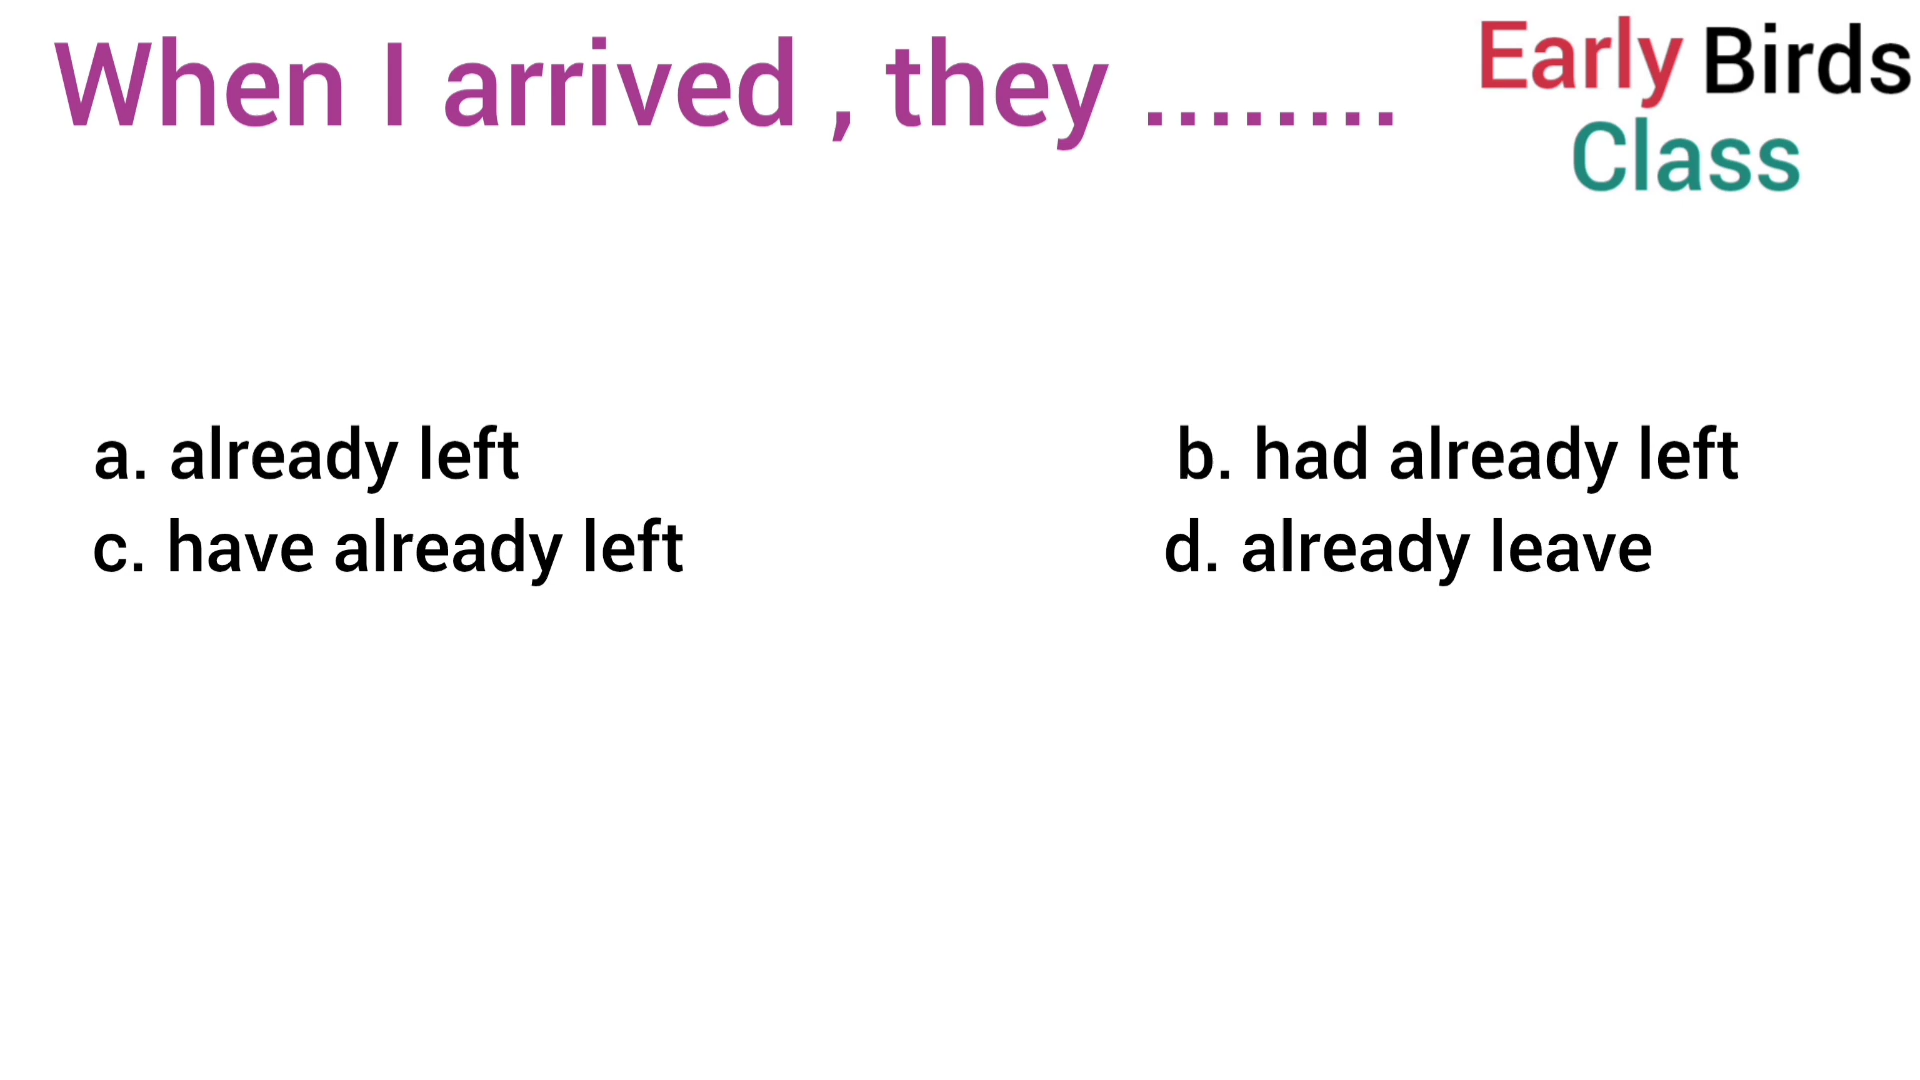 When I arrived , they ........
Early Birds
Class
a. already left
b. had already left
c. have already left
d. already leave